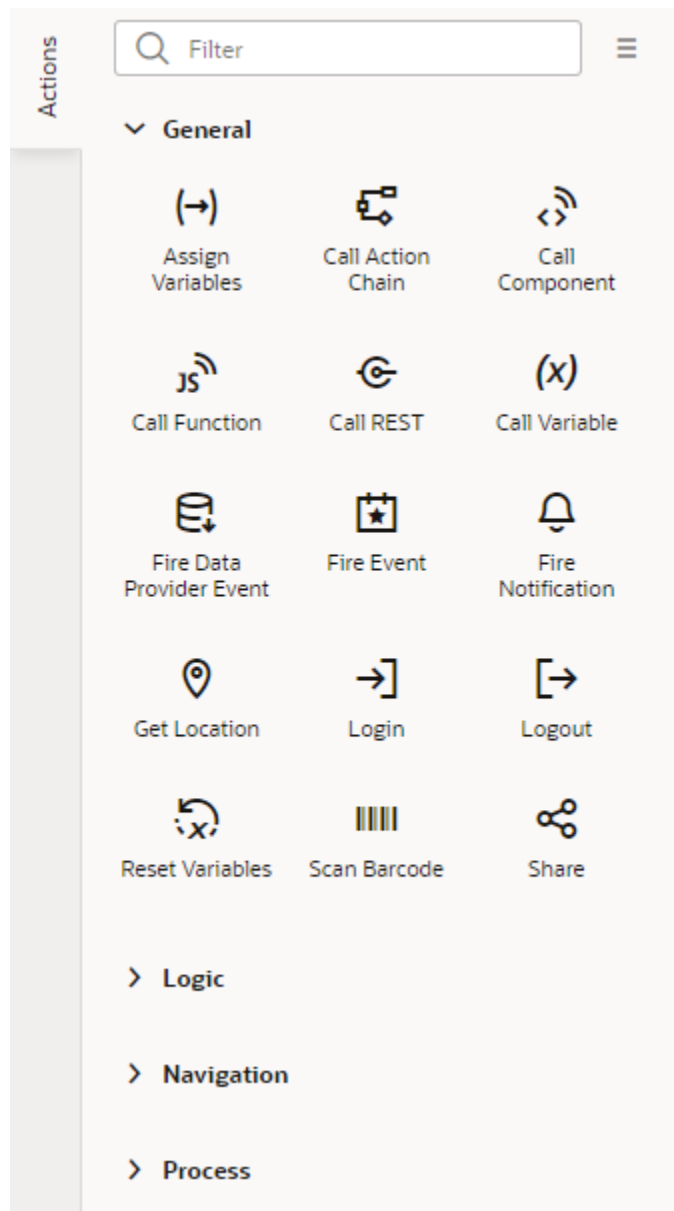 Actions
Filter
General
Assign
Variables
Call Action
Chain
Call
Component
JS
Call Function
Call REST
(x)
Call Variable
Fire Data
Provider Event
Fire Event
Fire
Notification
Get Location
Login
Logout
x
Reset Variables
Scan Barcode
Share
Logic
Navigation
Process